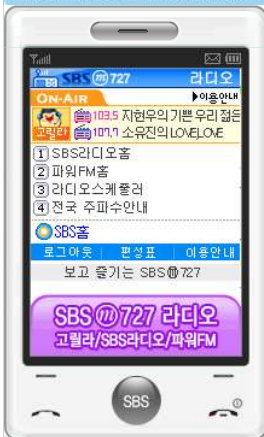 SBS ⓜ 727 라디오
ON-AIR ▶이용안내
고릴라
103.5 지현우의 기쁜 우리 젊은
107.7 소유진의 LOVELOVE
1 SBS라디오홈
2 파워FM홈
3 라디오스케쥴러
4 전국 주파수안내
SBS홈
로그아웃 | 편성표 | 이용안내
보고 즐기는 SBS ⓜ 727
SBS ⓜ 727 라디오
고릴라/SBS라디오/파워FM
SBS